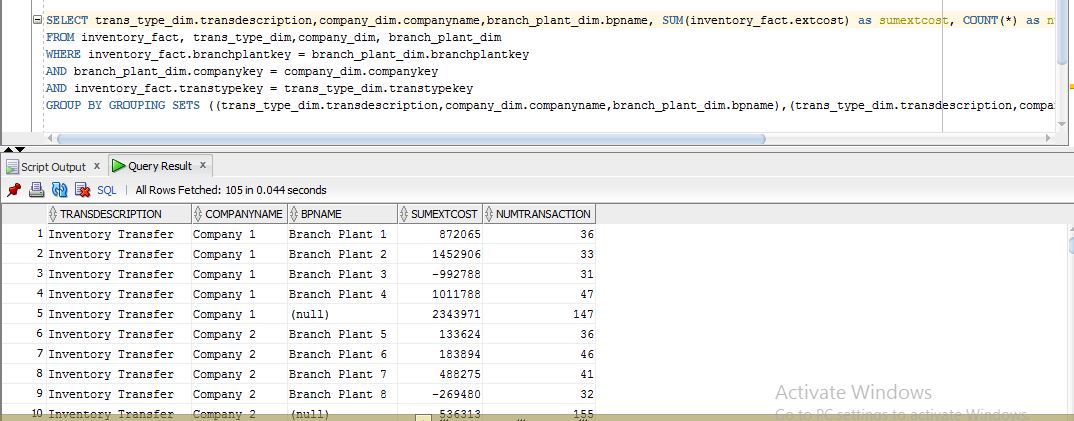 SELECT trans_type_dim.transdescription,company_dim.companyname,branch_plant_dim.bpname, SUM(inventory_fact.extcost) as sumextcost, COUNT(*) as
FROM inventory_fact, trans_type_dim,company_dim, branch_plant_dim
WHERE inventory_fact.branchplantkey = branch_plant_dim.branchplantkey
AND branch_plant_dim.companykey = company_dim.companykey
AND inventory_fact.transtypekey = trans_type_dim.transtypekey
GROUP BY GROUPING SETS ((trans_type_dim.transdescription,company_dim.companyname,branch_plant_dim.bpname),(trans_type_dim.transdescription,compa
Script Output x Query Result x
SQL | All Rows Fetched: 105 in 0.044 seconds
TRANSDESCRIPTION COMPANYNAME BPNAME SUMEXTCOST NUMTRANSACTION
1 Inventory Transfer Company 1 Branch Plant 1 872065 36
2 Inventory Transfer Company 1 Branch Plant 2 1452906 33
3 Inventory Transfer Company 1 Branch Plant 3 -992788 31
4 Inventory Transfer Company 1 Branch Plant 4 1011788 47
5 Inventory Transfer Company 1 (null) 2343971 147
6 Inventory Transfer Company 2 Branch Plant 5 133624 36
7 Inventory Transfer Company 2 Branch Plant 6 183894 46
8 Inventory Transfer Company 2 Branch Plant 7 488275 41
9 Inventory Transfer Company 2 Branch Plant 8 -269480 32
10 Inventory Transfer Company 2 (null) 536313 155
Activate Windows
Go to PC settings to activate Windows.